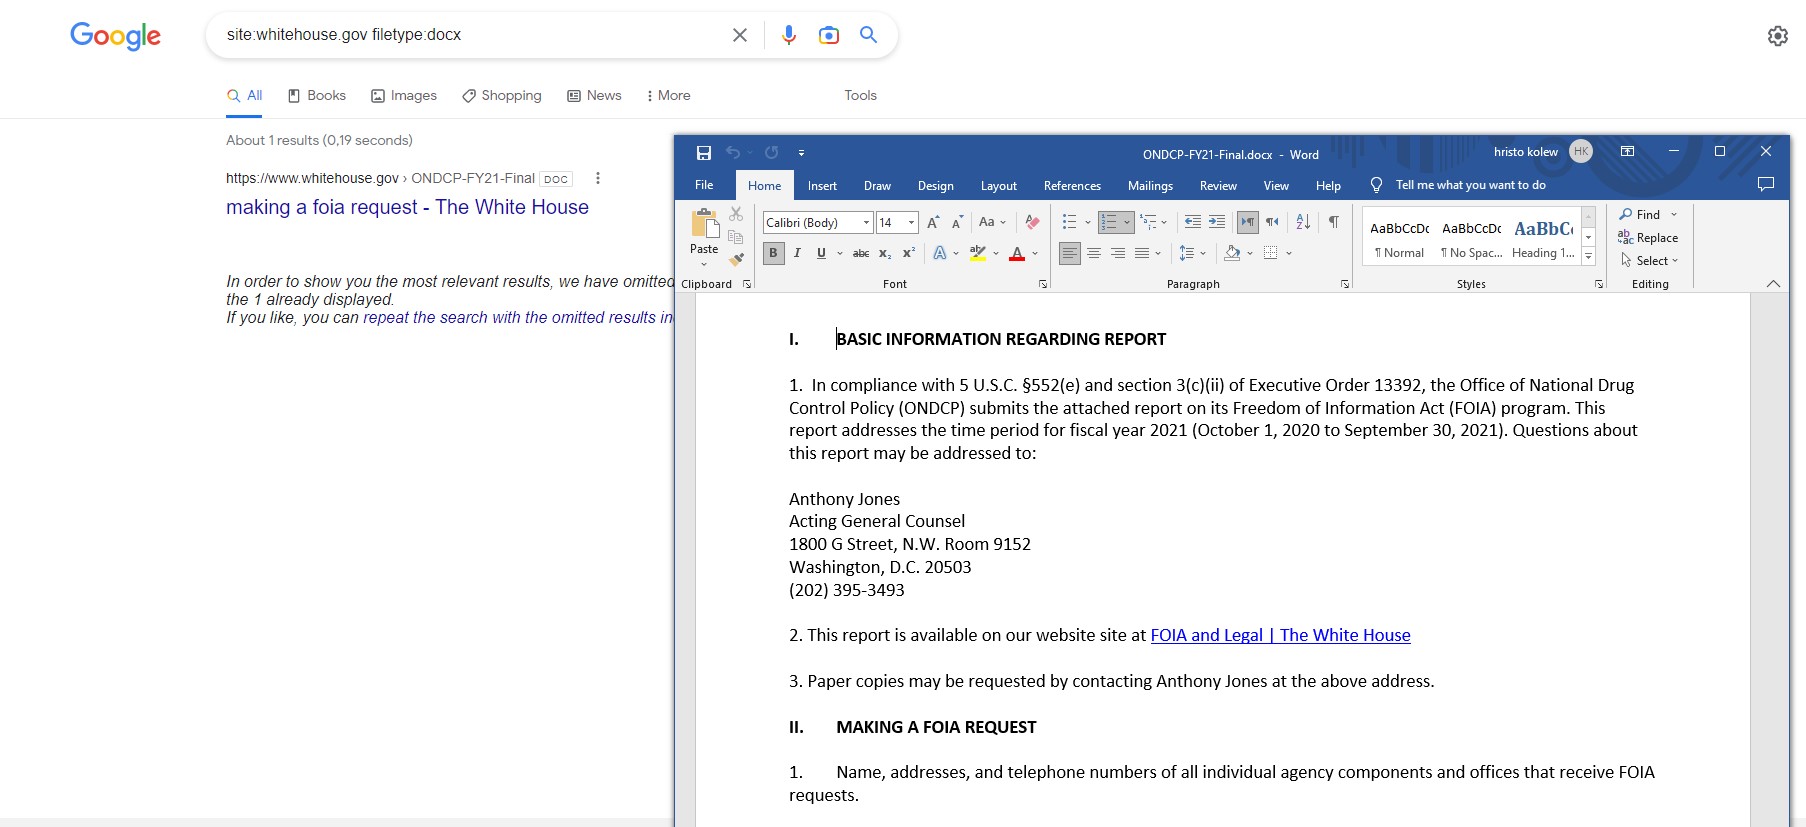 Google
site:whitehouse.gov filetype:docx
All Books Images Shopping News More Tools
About 1 results (0,19 seconds)
https://www.whitehouse.gov › ONDCP-FY21-Final DOC
making a foia request - The White House
In order to show you the most relevant results, we have omitted
the 1 already displayed.
If you like, you can repeat the search with the omitted results in
ONDCP-FY21-Final.docx - Word
hristo kolew HK
File Home Insert Draw Design Layout References Mailings Review View Help Tell me what you want to do
Paste
Clipboard
Calibri (Body) 14 A A Aa A
B I U abc x₂ x² A ab A
Font
Paragraph
AaBbCcDc AaBbCcDc AaBbC
¶ Normal ¶ No Spac... Heading 1...
Styles
Find
Replace
Select
Editing
I. BASIC INFORMATION REGARDING REPORT
1. In compliance with 5 U.S.C. §552(e) and section 3(c)(ii) of Executive Order 13392, the Office of National Drug
Control Policy (ONDCP) submits the attached report on its Freedom of Information Act (FOIA) program. This
report addresses the time period for fiscal year 2021 (October 1, 2020 to September 30, 2021). Questions about
this report may be addressed to:
Anthony Jones
Acting General Counsel
1800 G Street, N.W. Room 9152
Washington, D.C. 20503
(202) 395-3493
2. This report is available on our website site at FOIA and Legal | The White House
3. Paper copies may be requested by contacting Anthony Jones at the above address.
II. MAKING A FOIA REQUEST
1. Name, addresses, and telephone numbers of all individual agency components and offices that receive FOIA
requests.